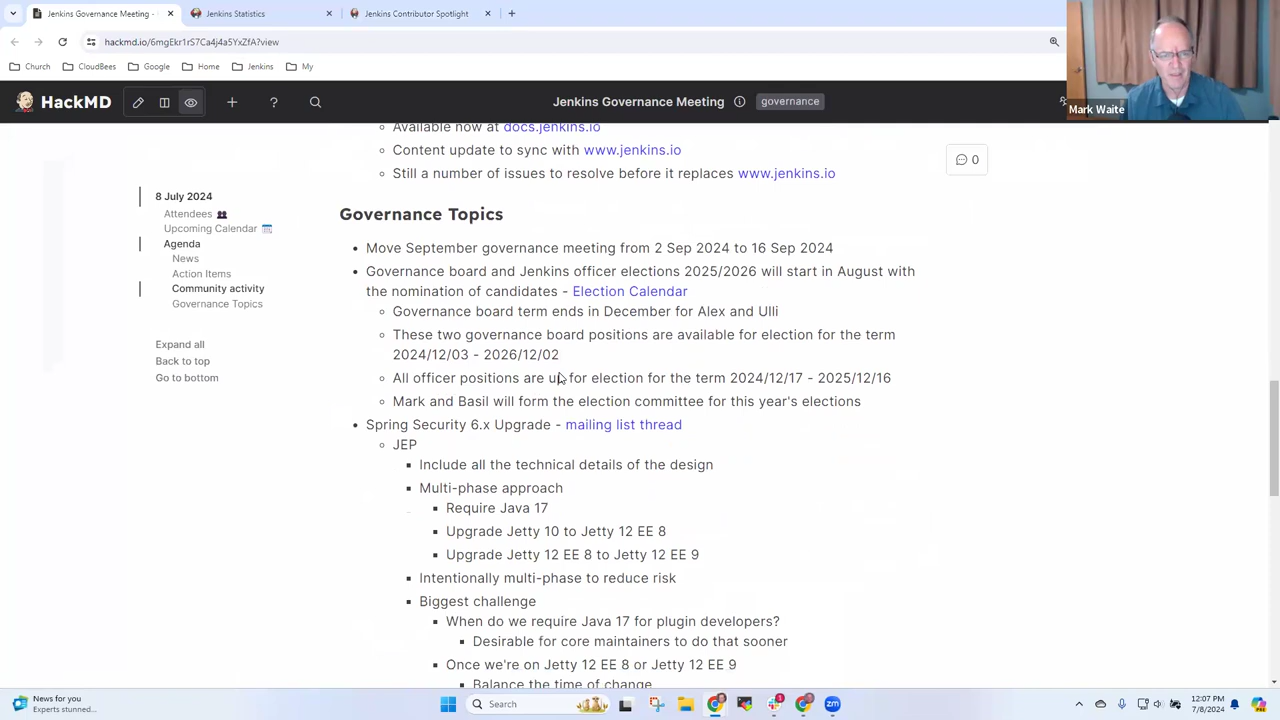 Jenkins Governance Meeting -
Jenkins Statistics
Jenkins Contributor Spotlight
hackmd.io/6mgEkr1rS7Ca4j4a5YxZfA?view
Church
CloudBees
Google
Home
Jenkins
My
Mark Waite
HackMD
Jenkins Governance Meeting
governance
Available now at docs.jenkins.io
Content update to sync with www.jenkins.io
Still a number of issues to resolve before it replaces www.jenkins.io
0
8 July 2024
Attendees
Upcoming Calendar
Agenda
News
Action Items
Community activity
Governance Topics
Expand all
Back to top
Go to bottom
Governance Topics
Move September governance meeting from 2 Sep 2024 to 16 Sep 2024
Governance board and Jenkins officer elections 2025/2026 will start in August with
the nomination of candidates - Election Calendar
Governance board term ends in December for Alex and Ulli
These two governance board positions are available for election for the term
2024/12/03 - 2026/12/02
All officer positions are up for election for the term 2024/12/17 - 2025/12/16
Mark and Basil will form the election committee for this year's elections
Spring Security 6.x Upgrade - mailing list thread
JEP
Include all the technical details of the design
Multi-phase approach
Require Java 17
Upgrade Jetty 10 to Jetty 12 EE 8
Upgrade Jetty 12 EE 8 to Jetty 12 EE 9
Intentionally multi-phase to reduce risk
Biggest challenge
When do we require Java 17 for plugin developers?
Desirable for core maintainers to do that sooner
Once we're on Jetty 12 EE 8 or Jetty 12 EE 9
Balance the time of change
News for you
Experts stunned...
Search
1
zm
12:07 PM
7/8/2024